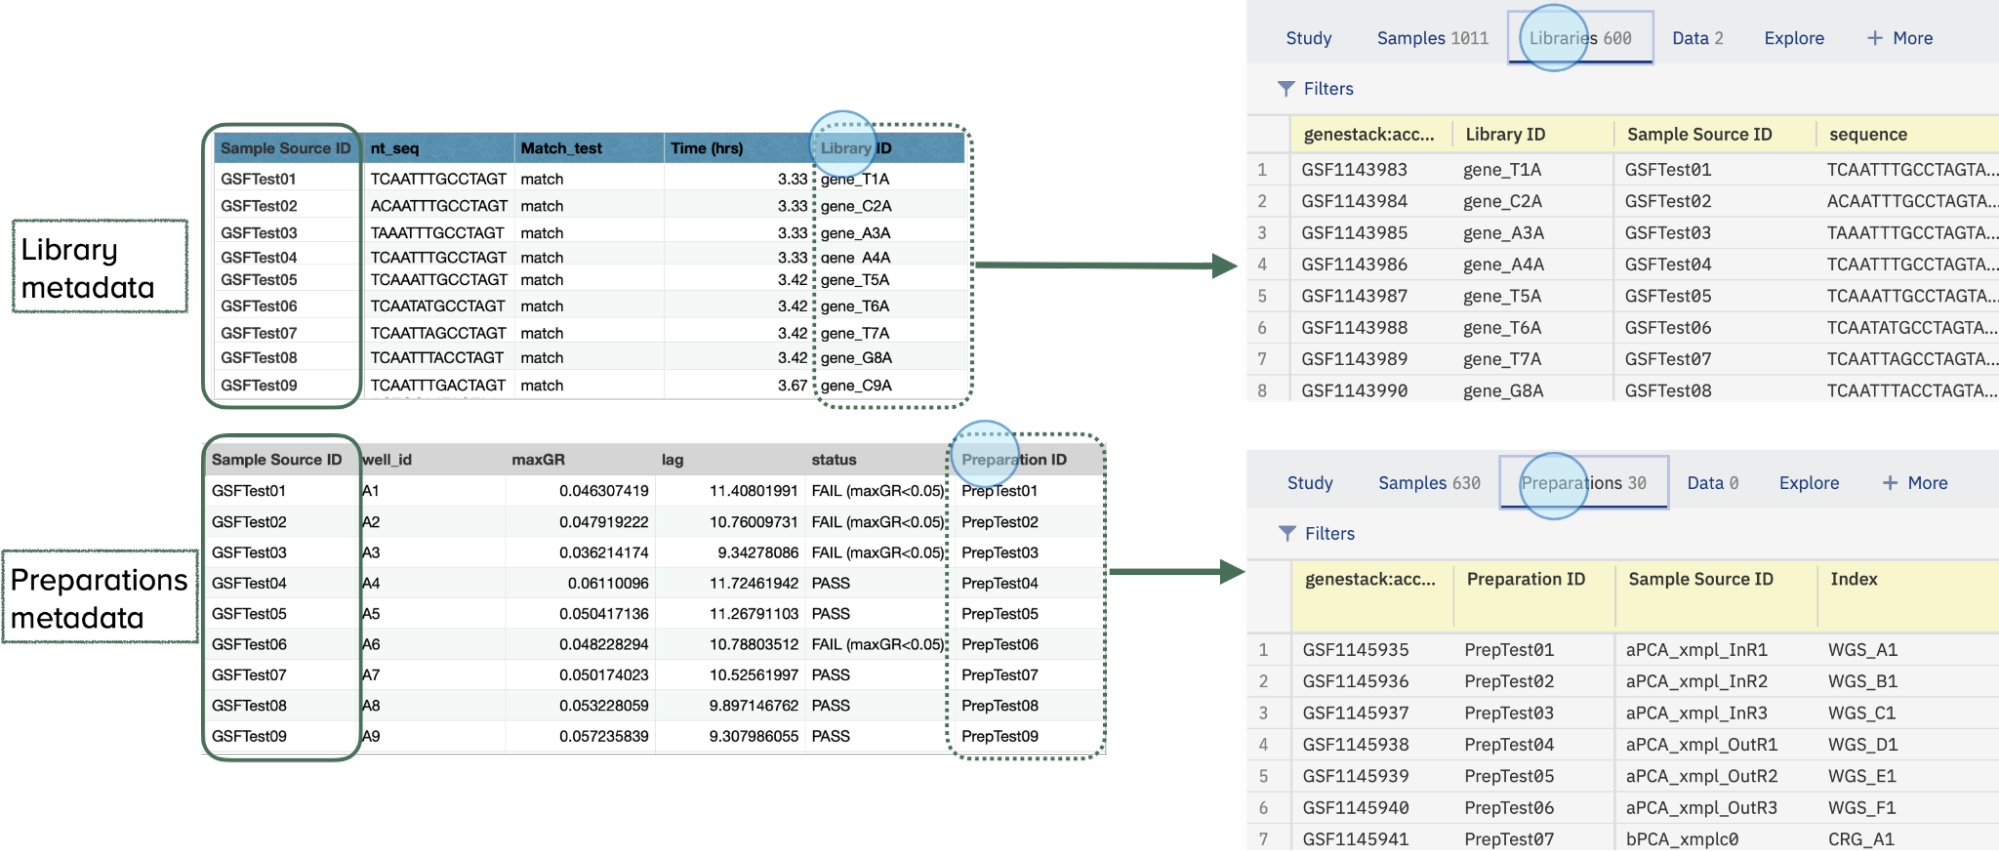 Library
metadata
Sample Source ID nt_seq Match_test Time (hrs) Library ID
GSFTest01 TCAATTTGCCTAGT match 3.33 gene_T1A
GSFTest02 ACAATTTGCCTAGT match 3.33 gene_C2A
GSFTest03 TAAATTTGCCTAGT match 3.33 gene_A3A
GSFTest04 TCAATTTGCCTAGT match 3.33 gene_A4A
GSFTest05 TCAAATTGCCTAGT match 3.42 gene_T5A
GSFTest06 TCAATATGCCTAGT match 3.42 gene_T6A
GSFTest07 TCAATTAGCCTAGT match 3.42 gene_T7A
GSFTest08 TCAATTTACCTAGT match 3.42 gene_G8A
GSFTest09 TCAATTTGACTAGT match 3.67 gene_C9A
Study Samples 1011 Libraries 600 Data 2 Explore + More
Filters
genestack:acc... Library ID Sample Source ID sequence
1 GSF1143983 gene_T1A GSFTest01 TCAATTTGCCTAGTA...
2 GSF1143984 gene_C2A GSFTest02 ACAATTTGCCTAGTA...
3 GSF1143985 gene_A3A GSFTest03 TAAATTTGCCTAGTA...
4 GSF1143986 gene_A4A GSFTest04 TCAATTTGCCTAGTA...
5 GSF1143987 gene_T5A GSFTest05 TCAAATTGCCTAGTA...
6 GSF1143988 gene_T6A GSFTest06 TCAATATGCCTAGTA...
7 GSF1143989 gene_T7A GSFTest07 TCAATTAGCCTAGTA...
8 GSF1143990 gene_G8A GSFTest08 TCAATTTACCTAGTA...
Preparations
metadata
Sample Source ID well_id maxGR lag status Preparation ID
GSFTest01 A1 0.046307419 11.40801991 FAIL (maxGR<0.05) PrepTest01
GSFTest02 A2 0.047919222 10.76009731 FAIL (maxGR<0.05) PrepTest02
GSFTest03 A3 0.036214174 9.34278086 FAIL (maxGR<0.05) PrepTest03
GSFTest04 A4 0.06110096 11.72461942 PASS PrepTest04
GSFTest05 A5 0.050417136 11.26791103 PASS PrepTest05
GSFTest06 A6 0.048228294 10.78803512 FAIL (maxGR<0.05) PrepTest06
GSFTest07 A7 0.050174023 10.52561997 PASS PrepTest07
GSFTest08 A8 0.053228059 9.897146762 PASS PrepTest08
GSFTest09 A9 0.057235839 9.307986055 PASS PrepTest09
Study Samples 630 Preparations 30 Data 0 Explore + More
Filters
genestack:acc... Preparation ID Sample Source ID Index
1 GSF1145935 PrepTest01 aPCA_xmpl_InR1 WGS_A1
2 GSF1145936 PrepTest02 aPCA_xmpl_InR2 WGS_B1
3 GSF1145937 PrepTest03 aPCA_xmpl_InR3 WGS_C1
4 GSF1145938 PrepTest04 aPCA_xmpl_OutR1 WGS_D1
5 GSF1145939 PrepTest05 aPCA_xmpl_OutR2 WGS_E1
6 GSF1145940 PrepTest06 aPCA_xmpl_OutR3 WGS_F1
7 GSF1145941 PrepTest07 bPCA_xmplc0 CRG_A1